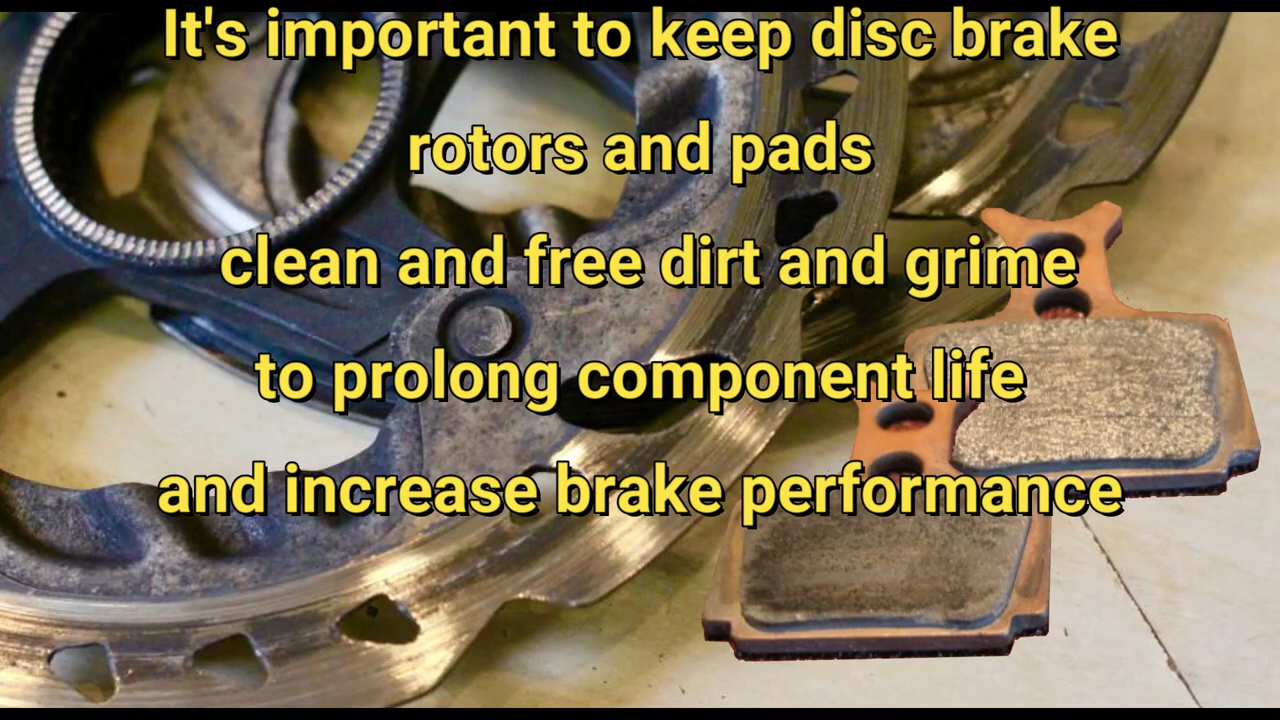 It's important to keep disc brake
rotors and pads
clean and free dirt and grime
to prolong component life
and increase brake performance